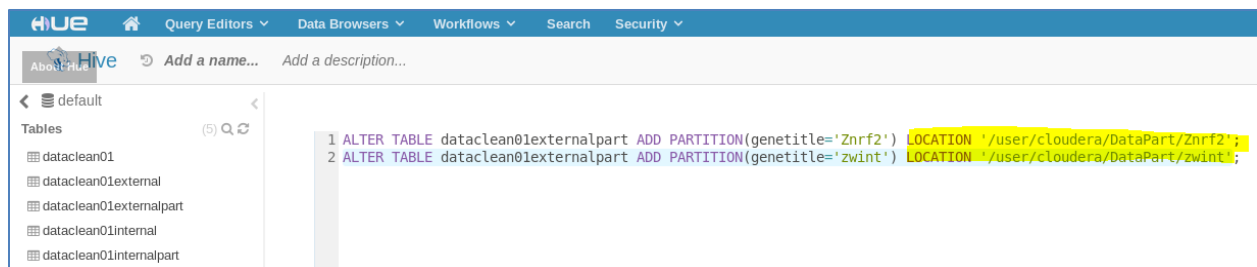 HUE Query Editors Data Browsers Workflows Search Security
About Hue Hive Add a name... Add a description...
default
Tables (5)
dataclean01
dataclean01external
dataclean01externalpart
dataclean01internal
dataclean01internalpart
1 ALTER TABLE dataclean01externalpart ADD PARTITION(genetitle='Znrf2') LOCATION '/user/cloudera/DataPart/Znrf2';
2 ALTER TABLE dataclean01externalpart ADD PARTITION(genetitle='zwint') LOCATION '/user/cloudera/DataPart/zwint';